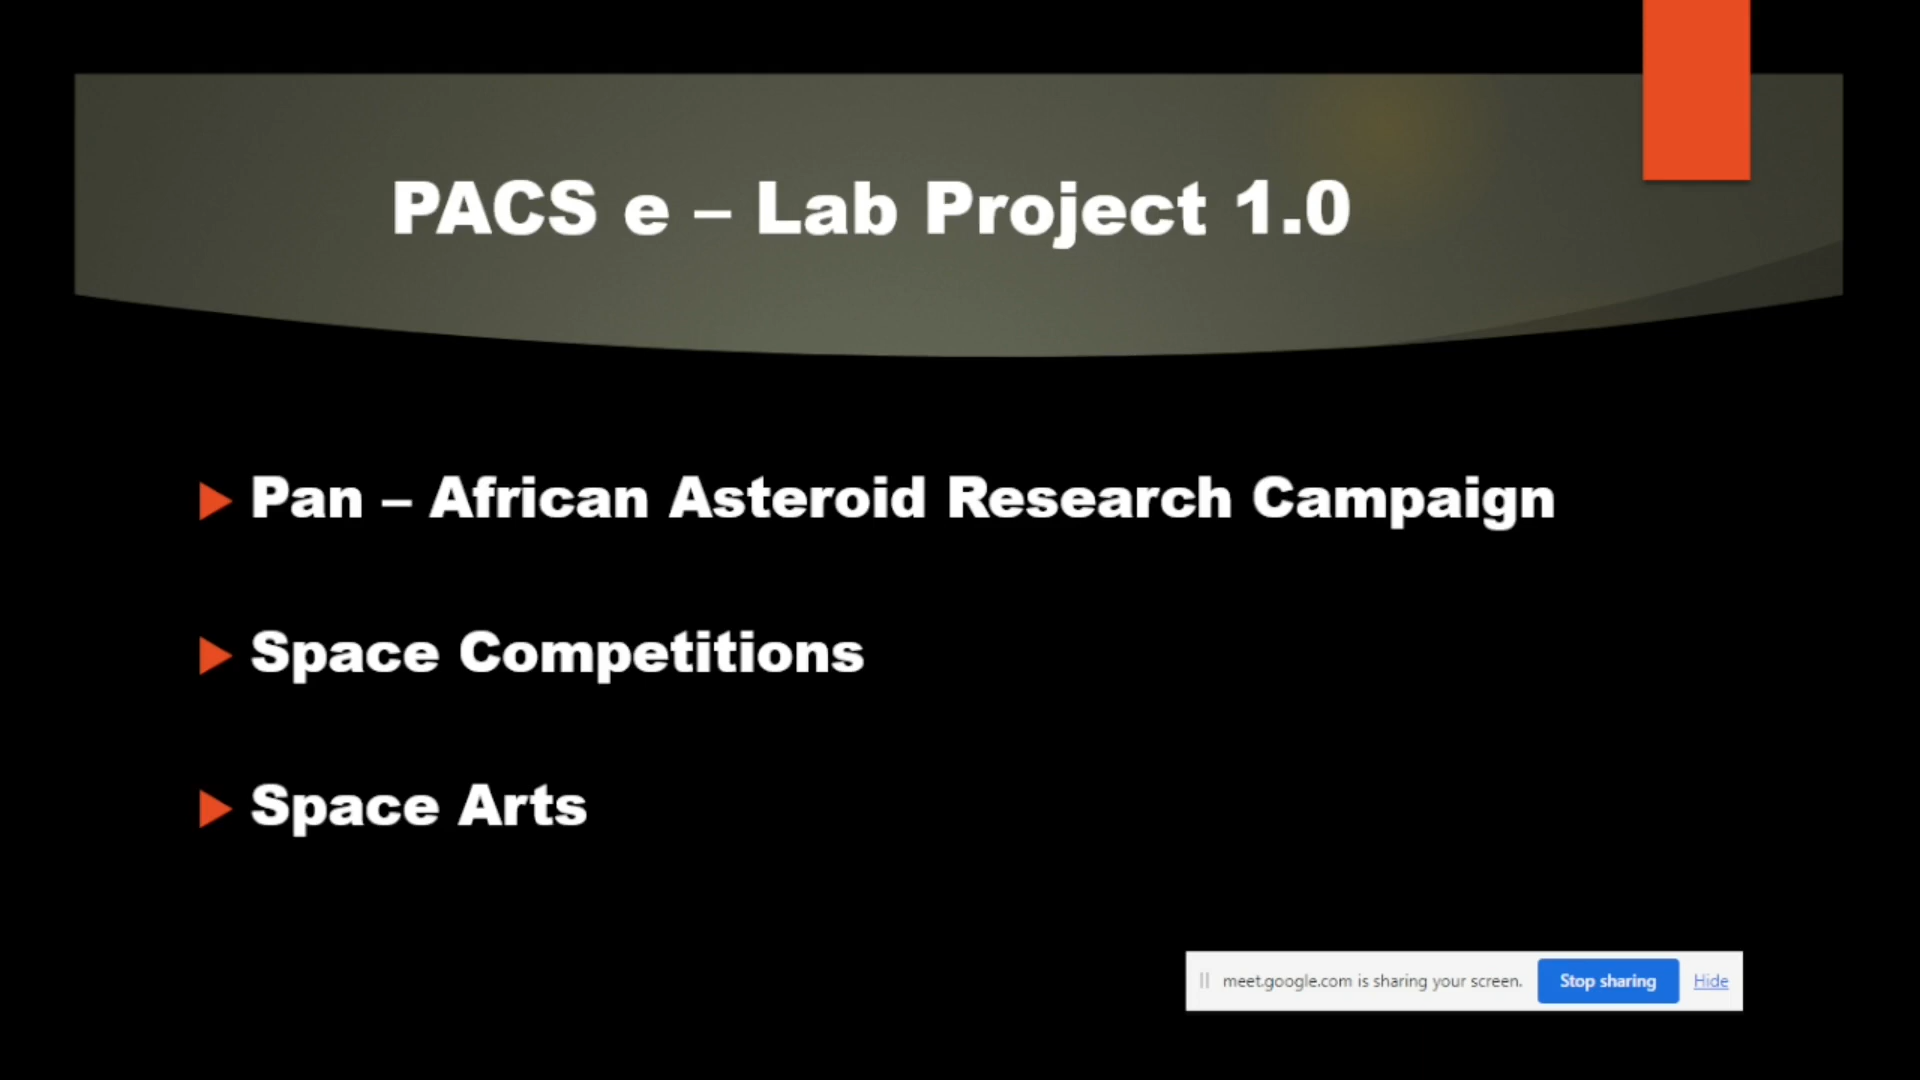 PACS e – Lab Project 1.0
Pan – African Asteroid Research Campaign
Space Competitions
Space Arts
meet.google.com is sharing your screen. Stop sharing Hide